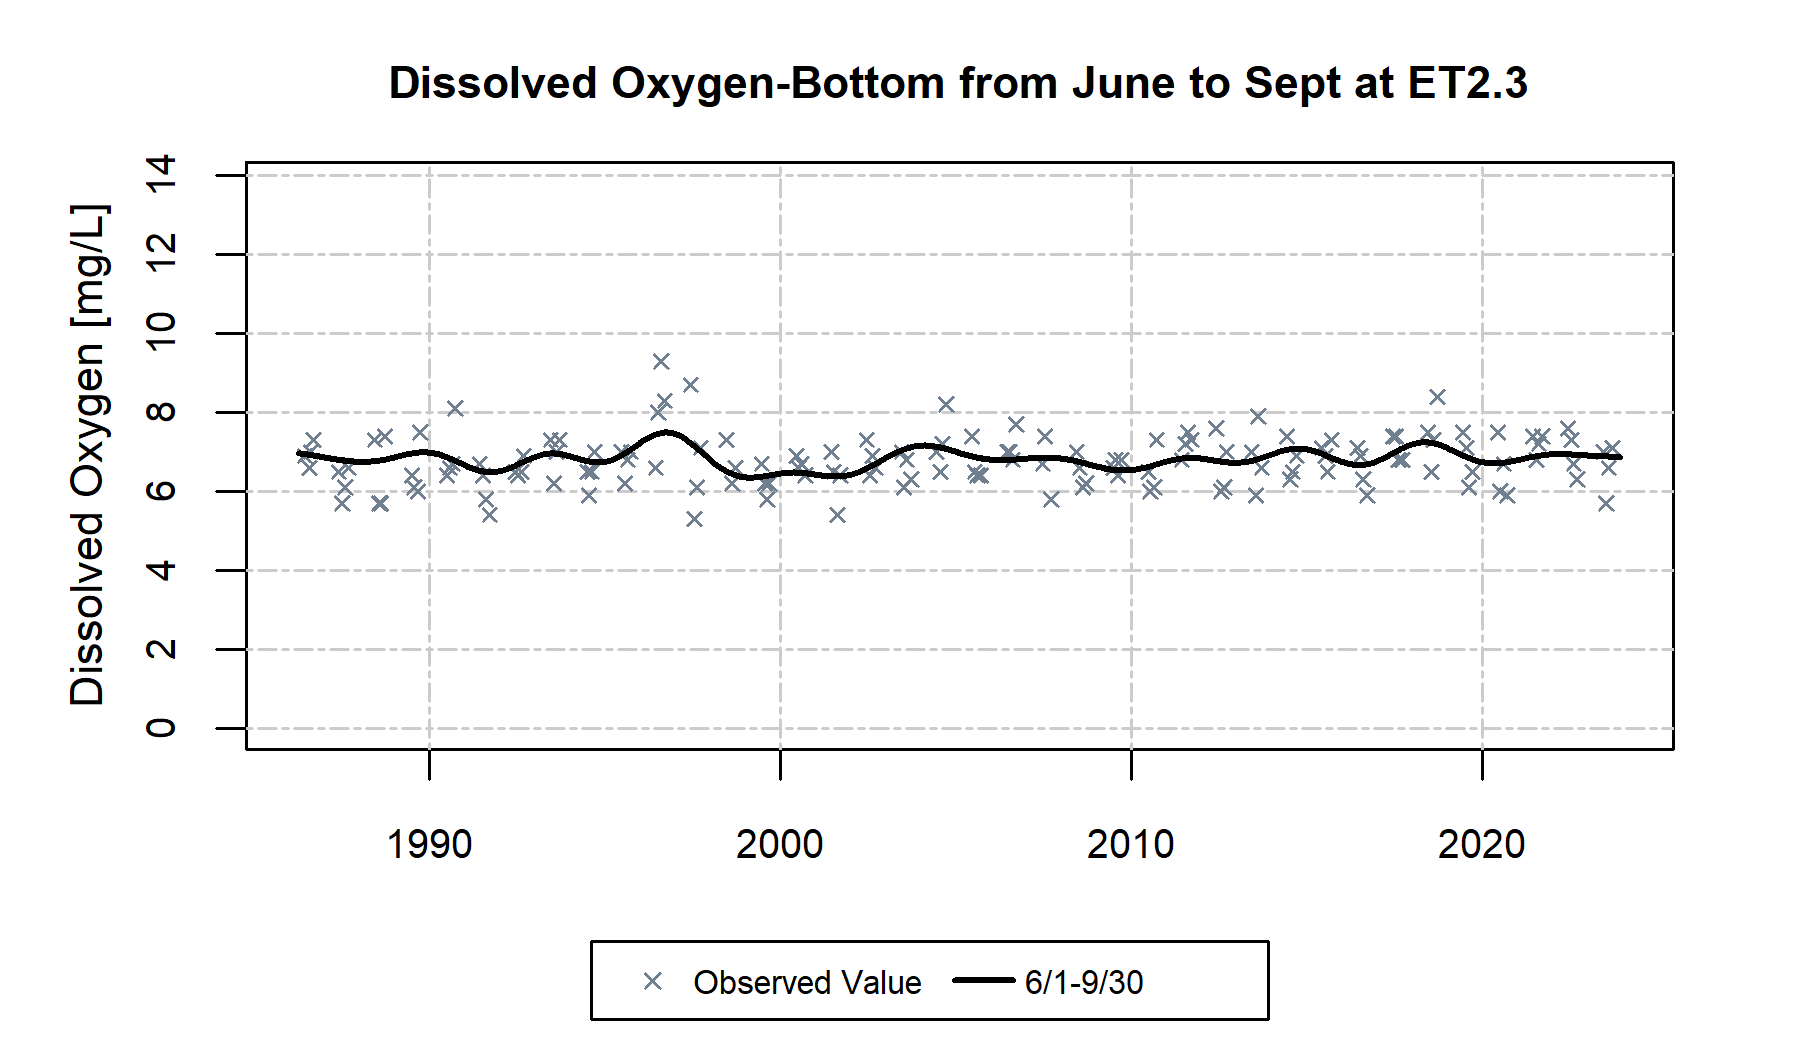 Dissolved Oxygen-Bottom from June to Sept at ET2.3
Dissolved Oxygen [mg/L]
14
12
10
8
6
4
2
0
1990 2000 2010 2020
Observed Value 6/1-9/30